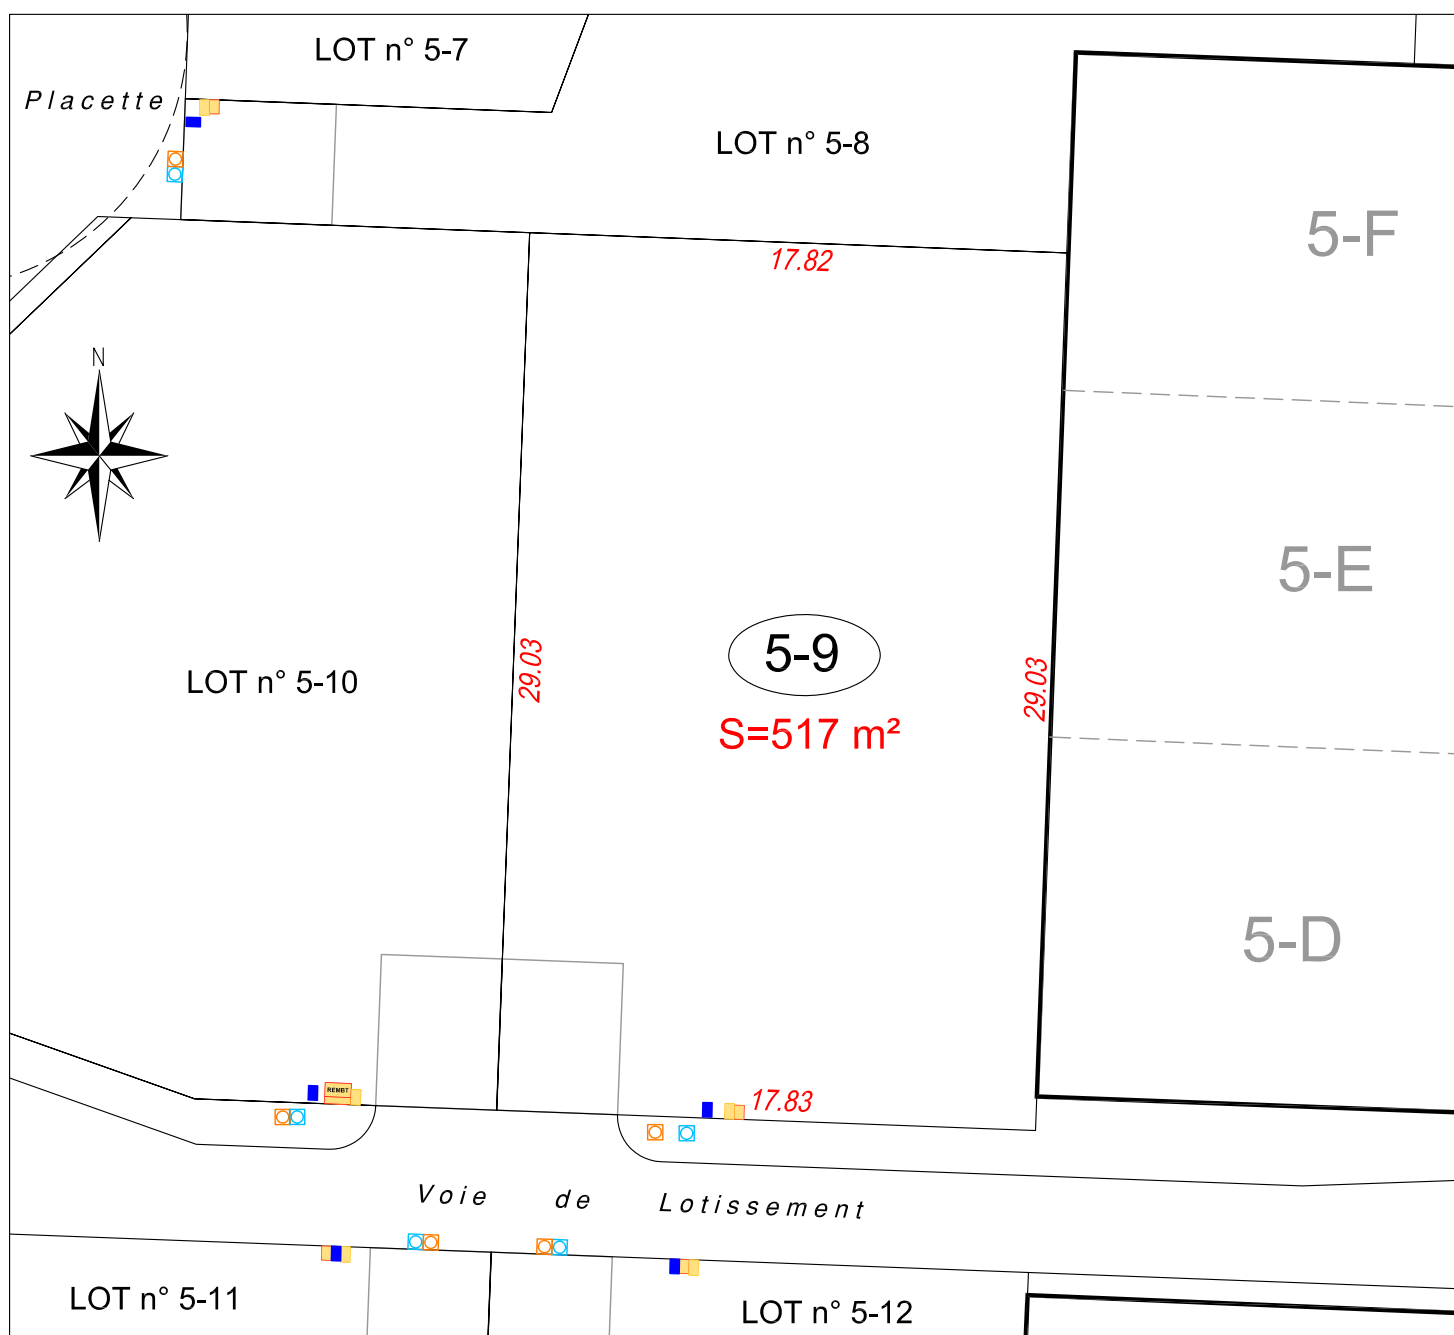 LOT n° 5-7
Placette
LOT n° 5-8
5-F
17.82
N
5-E
5-9
29.03
29.03
LOT n° 5-10
S=517 m²
5-D
REMBT
17.83
Voie de Lotissement
LOT n° 5-11
LOT n° 5-12